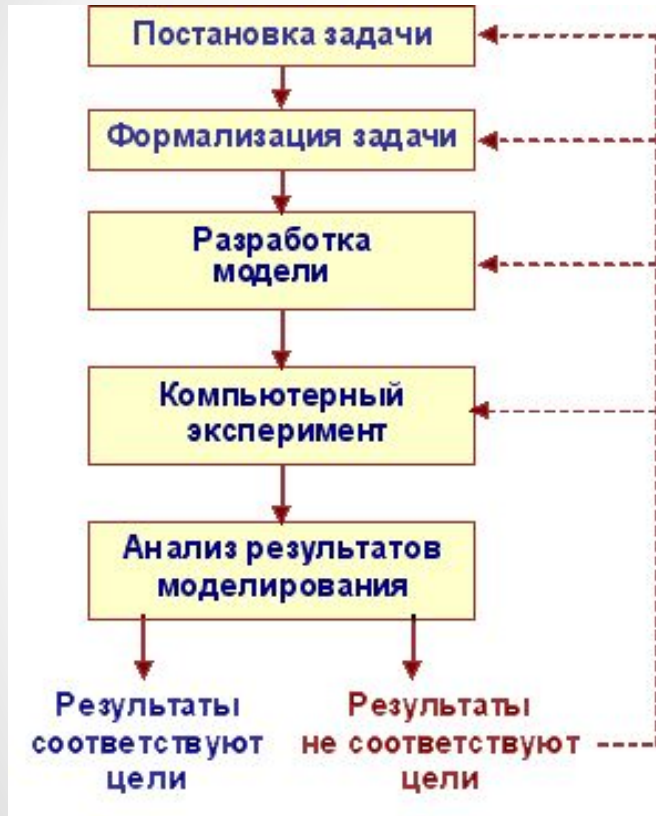 Постановка задачи
Формализация задачи
Разработка
модели
Компьютерный
эксперимент
Анализ результатов
моделирования
Результаты
соответствуют
цели
Результаты
не соответствуют
цели